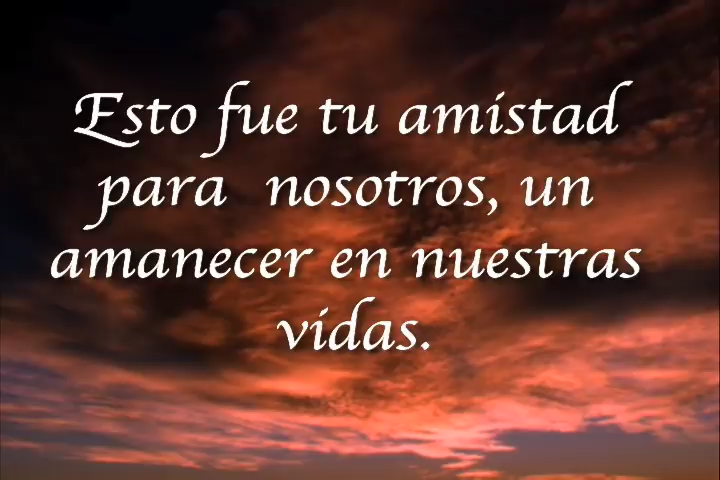 Esto fue tu amistad
para nosotros, un
amanecer en nuestras
vidas.